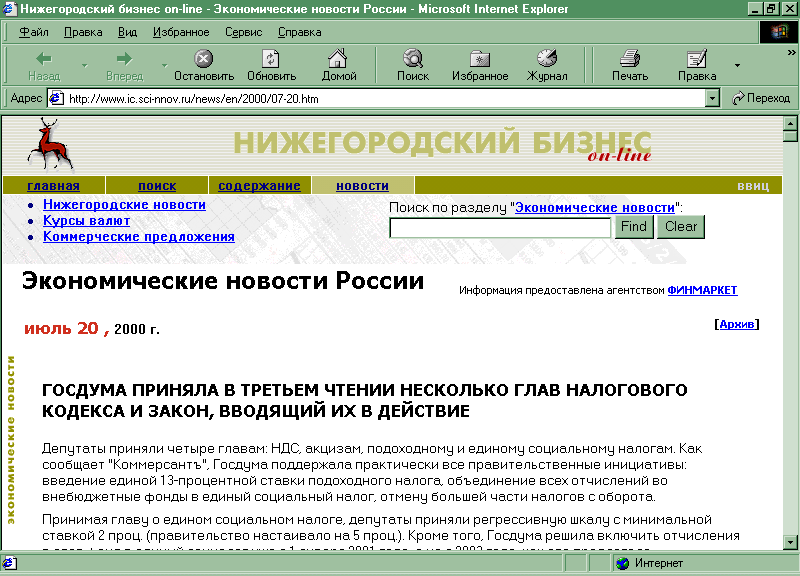 Нижегородский бизнес on-line - Экономические новости России - Microsoft Internet Explorer
Файл Правка Вид Избранное Сервис Справка
Назад Вперед Остановить Обновить Домой Поиск Избранное Журнал Печать Правка »
Адрес http://www.ic.sci-nnov.ru/news/en/2000/07-20.htm Переход
НИЖЕГОРОДСКИЙ БИЗНЕС
on-line
главная поиск содержание новости ввиц
Нижегородские новости
Курсы валют
Коммерческие предложения
Поиск по разделу "Экономические новости":
Find Clear
Экономические новости России
Информация предоставлена агентством ФИНМАРКЕТ
июль 20 , 2000 г.
[Архив]
экономические новости
ГОСДУМА ПРИНЯЛА В ТРЕТЬЕМ ЧТЕНИИ НЕСКОЛЬКО ГЛАВ НАЛОГОВОГО
КОДЕКСА И ЗАКОН, ВВОДЯЩИЙ ИХ В ДЕЙСТВИЕ
Депутаты приняли четыре главам: НДС, акцизам, подоходному и единому социальному налогам. Как
сообщает "Коммерсантъ", Госдума поддержала практически все правительственные инициативы:
введение единой 13-процентной ставки подоходного налога, объединение всех отчислений во
внебюджетные фонды в единый социальный налог, отмену большей части налогов с оборота.
Принимая главу о едином социальном налоге, депутаты приняли регрессивную шкалу с минимальной
ставкой 2 проц. (правительство настаивало на 5 проц.). Кроме того, Госдума решила включить отчисления
Интернет